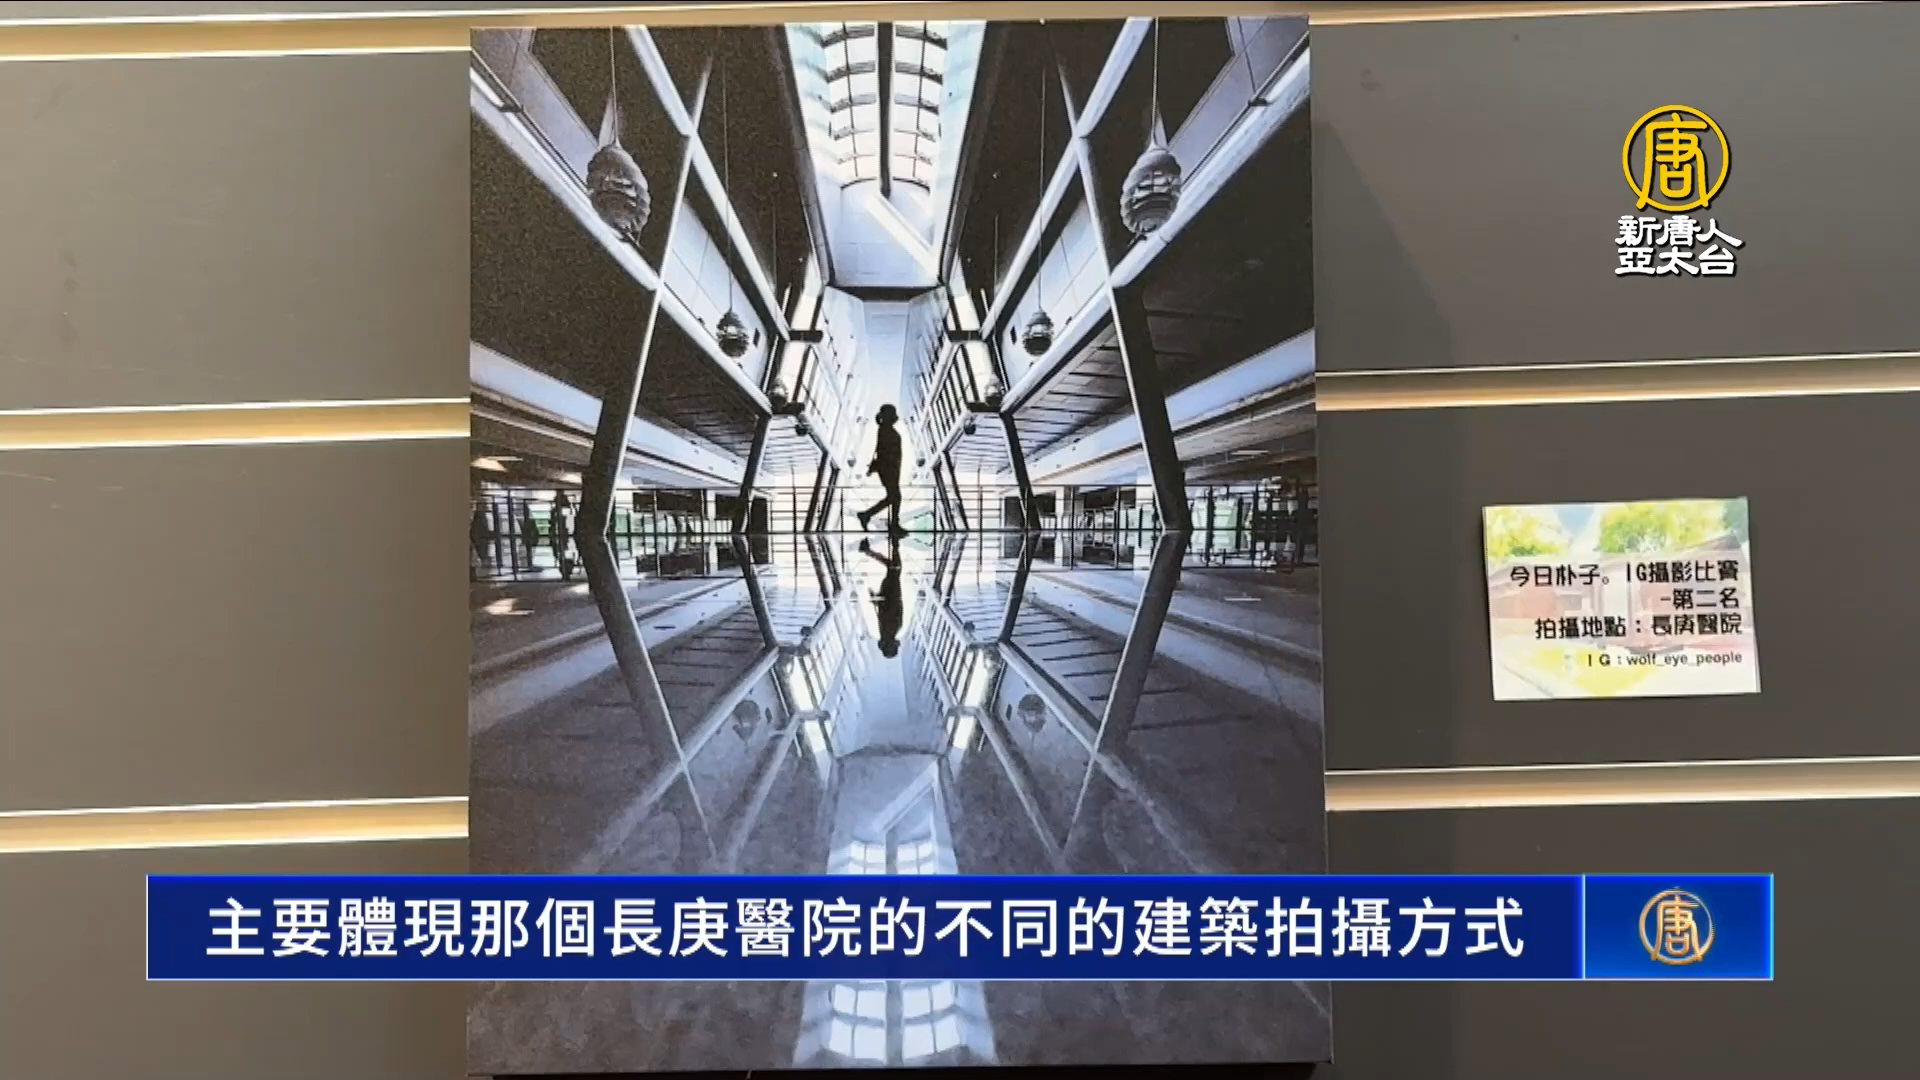 唐
新唐人
亞太台
今日朴子。IG攝影比賽
-第二名
拍攝地點：長庚醫院
IG：wolf_eye_people
主要體現那個長庚醫院的不同的建築拍攝方式
唐